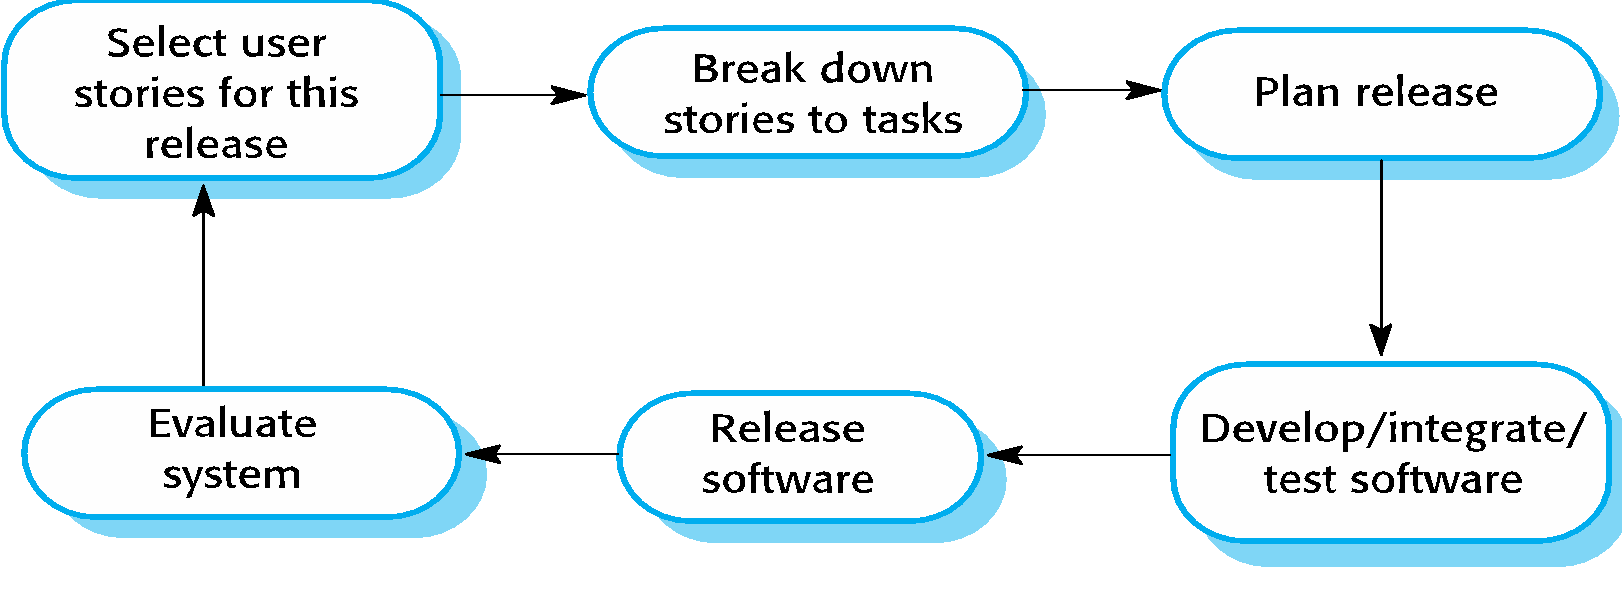 Select user
stories for this
release
Break down
stories to tasks
Plan release
Develop/integrate/
test software
Release
software
Evaluate
system